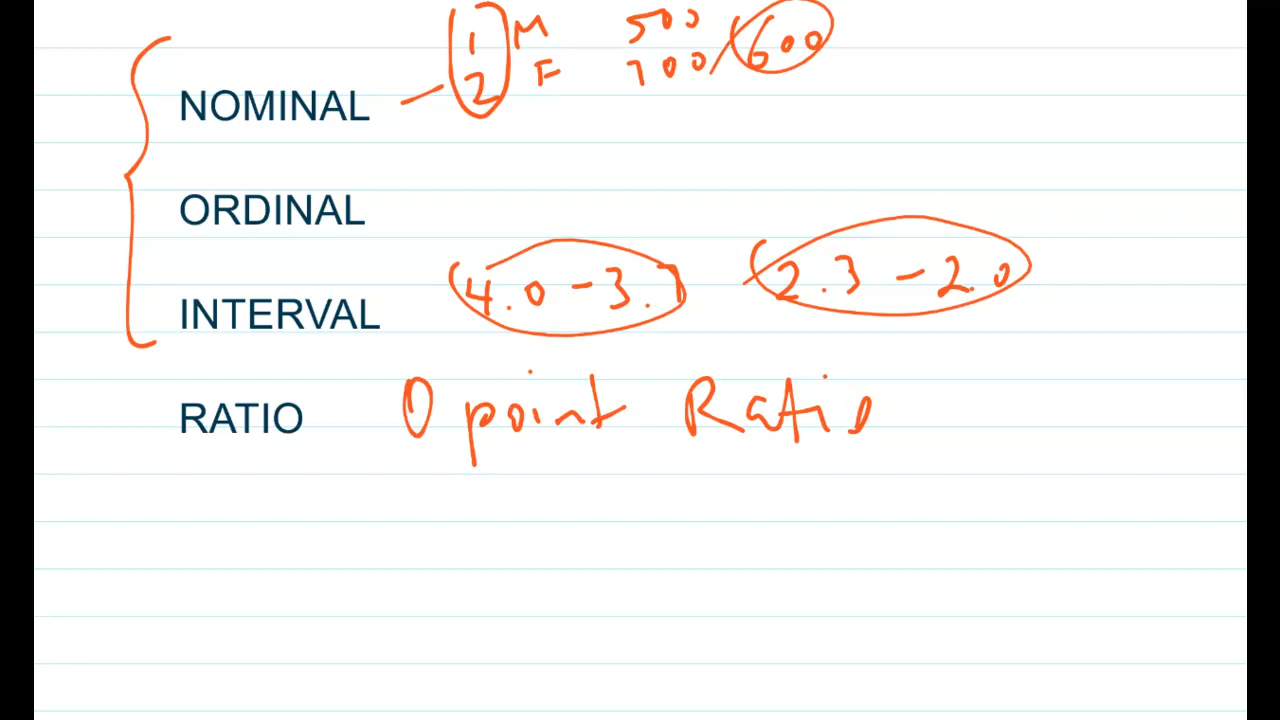 1 M 500 600
2 F 700
NOMINAL
ORDINAL
4.0 - 3.7 2.3 - 2.0
INTERVAL
RATIO 0 point Ratio